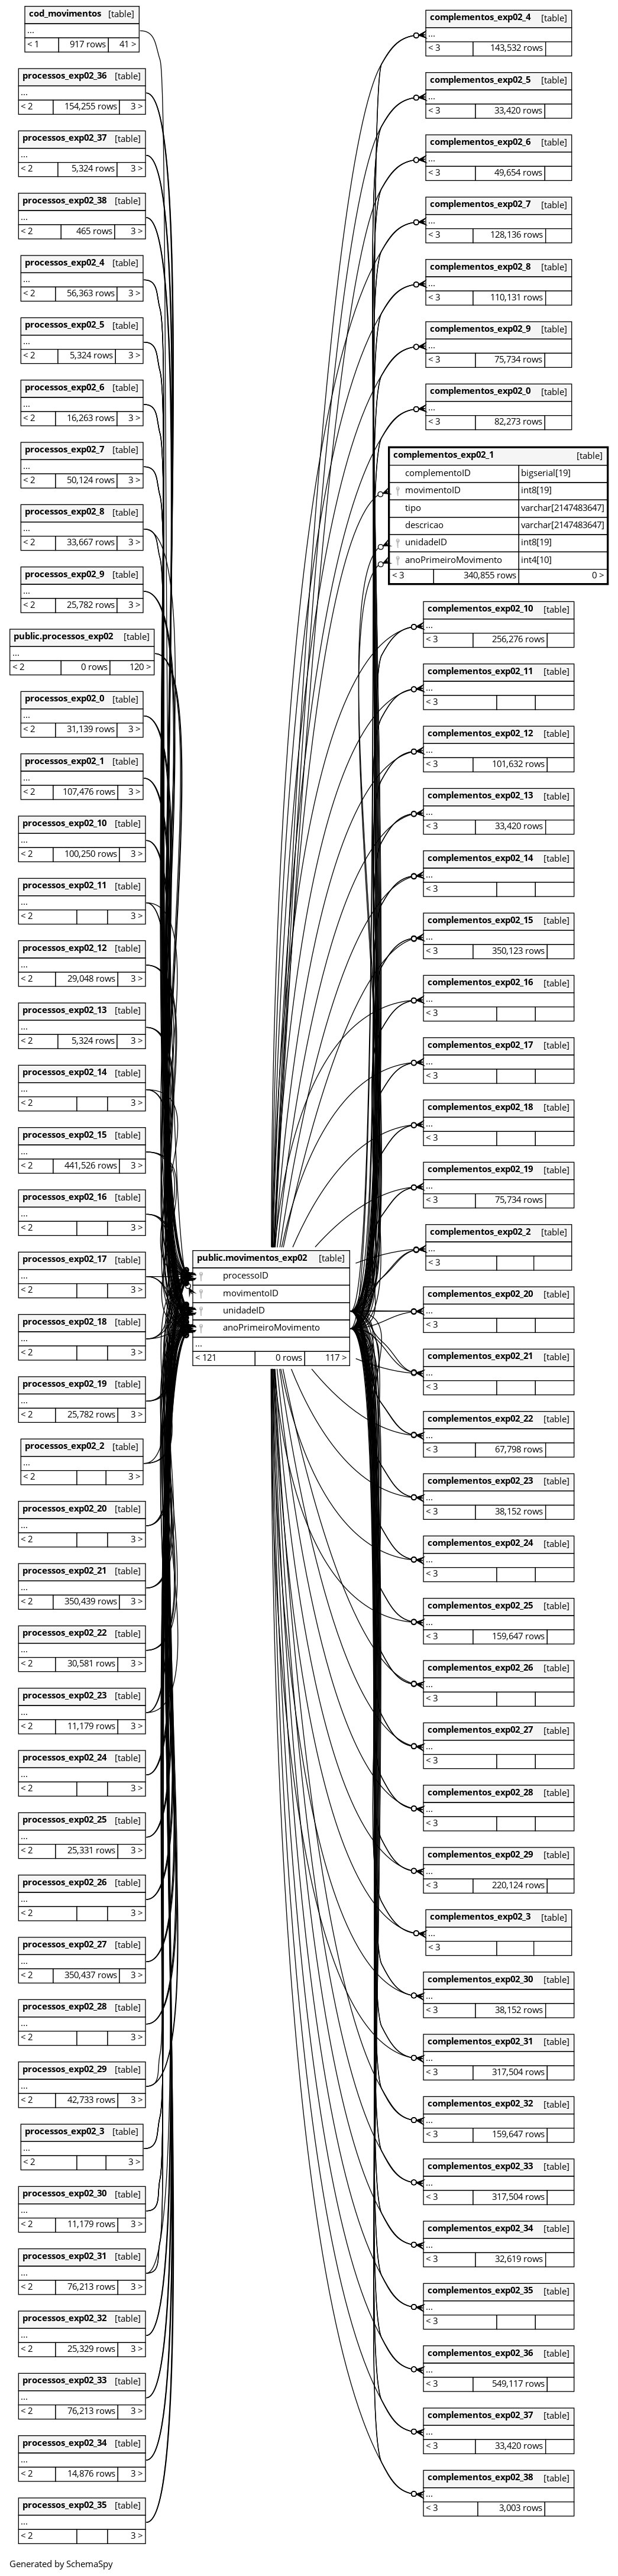 cod_movimentos [table]
...
< 1 917 rows 41 >
processos_exp02_36 [table]
...
< 2 154,255 rows 3 >
processos_exp02_37 [table]
...
< 2 5,324 rows 3 >
processos_exp02_38 [table]
...
< 2 465 rows 3 >
processos_exp02_4 [table]
...
< 2 56,363 rows 3 >
processos_exp02_5 [table]
...
< 2 5,324 rows 3 >
processos_exp02_6 [table]
...
< 2 16,263 rows 3 >
processos_exp02_7 [table]
...
< 2 50,124 rows 3 >
processos_exp02_8 [table]
...
< 2 33,667 rows 3 >
processos_exp02_9 [table]
...
< 2 25,782 rows 3 >
public.processos_exp02 [table]
...
< 2 0 rows 120 >
processos_exp02_0 [table]
...
< 2 31,139 rows 3 >
processos_exp02_1 [table]
...
< 2 107,476 rows 3 >
processos_exp02_10 [table]
...
< 2 100,250 rows 3 >
processos_exp02_11 [table]
...
< 2 3 >
processos_exp02_12 [table]
...
< 2 29,048 rows 3 >
processos_exp02_13 [table]
...
< 2 5,324 rows 3 >
processos_exp02_14 [table]
...
< 2 3 >
processos_exp02_15 [table]
...
< 2 441,526 rows 3 >
processos_exp02_16 [table]
...
< 2 3 >
processos_exp02_17 [table]
...
< 2 3 >
processos_exp02_18 [table]
...
< 2 3 >
processos_exp02_19 [table]
...
< 2 25,782 rows 3 >
processos_exp02_2 [table]
...
< 2 3 >
processos_exp02_20 [table]
...
< 2 3 >
processos_exp02_21 [table]
...
< 2 350,439 rows 3 >
processos_exp02_22 [table]
...
< 2 30,581 rows 3 >
processos_exp02_23 [table]
...
< 2 11,179 rows 3 >
processos_exp02_24 [table]
...
< 2 3 >
processos_exp02_25 [table]
...
< 2 25,331 rows 3 >
processos_exp02_26 [table]
...
< 2 3 >
processos_exp02_27 [table]
...
< 2 350,437 rows 3 >
processos_exp02_28 [table]
...
< 2 3 >
processos_exp02_29 [table]
...
< 2 42,733 rows 3 >
processos_exp02_3 [table]
...
< 2 3 >
processos_exp02_30 [table]
...
< 2 11,179 rows 3 >
processos_exp02_31 [table]
...
< 2 76,213 rows 3 >
processos_exp02_32 [table]
...
< 2 25,329 rows 3 >
processos_exp02_33 [table]
...
< 2 76,213 rows 3 >
processos_exp02_34 [table]
...
< 2 14,876 rows 3 >
processos_exp02_35 [table]
...
< 2 3 >
public.movimentos_exp02 [table]
processoID
movimentoID
unidadeID
anoPrimeiroMovimento
...
< 121 0 rows 117 >
complementos_exp02_4 [table]
...
< 3 143,532 rows
complementos_exp02_5 [table]
...
< 3 33,420 rows
complementos_exp02_6 [table]
...
< 3 49,654 rows
complementos_exp02_7 [table]
...
< 3 128,136 rows
complementos_exp02_8 [table]
...
< 3 110,131 rows
complementos_exp02_9 [table]
...
< 3 75,734 rows
complementos_exp02_0 [table]
...
< 3 82,273 rows
complementos_exp02_1 [table]
complementoID bigserial[19]
movimentoID int8[19]
tipo varchar[2147483647]
descricao varchar[2147483647]
unidadeID int8[19]
anoPrimeiroMovimento int4[10]
< 3 340,855 rows 0 >
complementos_exp02_10 [table]
...
< 3 256,276 rows
complementos_exp02_11 [table]
...
< 3
complementos_exp02_12 [table]
...
< 3 101,632 rows
complementos_exp02_13 [table]
...
< 3 33,420 rows
complementos_exp02_14 [table]
...
< 3
complementos_exp02_15 [table]
...
< 3 350,123 rows
complementos_exp02_16 [table]
...
< 3
complementos_exp02_17 [table]
...
< 3
complementos_exp02_18 [table]
...
< 3
complementos_exp02_19 [table]
...
< 3 75,734 rows
complementos_exp02_2 [table]
...
< 3
complementos_exp02_20 [table]
...
< 3
complementos_exp02_21 [table]
...
< 3
complementos_exp02_22 [table]
...
< 3 67,798 rows
complementos_exp02_23 [table]
...
< 3 38,152 rows
complementos_exp02_24 [table]
...
< 3
complementos_exp02_25 [table]
...
< 3 159,647 rows
complementos_exp02_26 [table]
...
< 3
complementos_exp02_27 [table]
...
< 3
complementos_exp02_28 [table]
...
< 3
complementos_exp02_29 [table]
...
< 3 220,124 rows
complementos_exp02_3 [table]
...
< 3
complementos_exp02_30 [table]
...
< 3 38,152 rows
complementos_exp02_31 [table]
...
< 3 317,504 rows
complementos_exp02_32 [table]
...
< 3 159,647 rows
complementos_exp02_33 [table]
...
< 3 317,504 rows
complementos_exp02_34 [table]
...
< 3 32,619 rows
complementos_exp02_35 [table]
...
< 3
complementos_exp02_36 [table]
...
< 3 549,117 rows
complementos_exp02_37 [table]
...
< 3 33,420 rows
complementos_exp02_38 [table]
...
< 3 3,003 rows
Generated by SchemaSpy